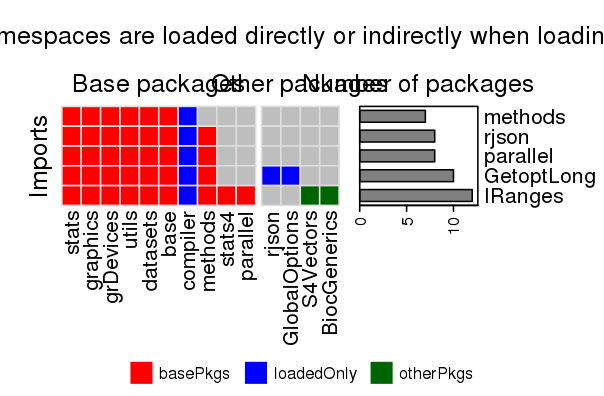 mespaces are loaded directly or indirectly when loadin
Base packages
Other packages
Number of packages
Imports
methods
rjson
parallel
GetoptLong
IRanges
0
5
10
stats
graphics
grDevices
utils
datasets
base
compiler
methods
stats4
parallel
rjson
GlobalOptions
S4Vectors
BiocGenerics
basePkgs
loadedOnly
otherPkgs